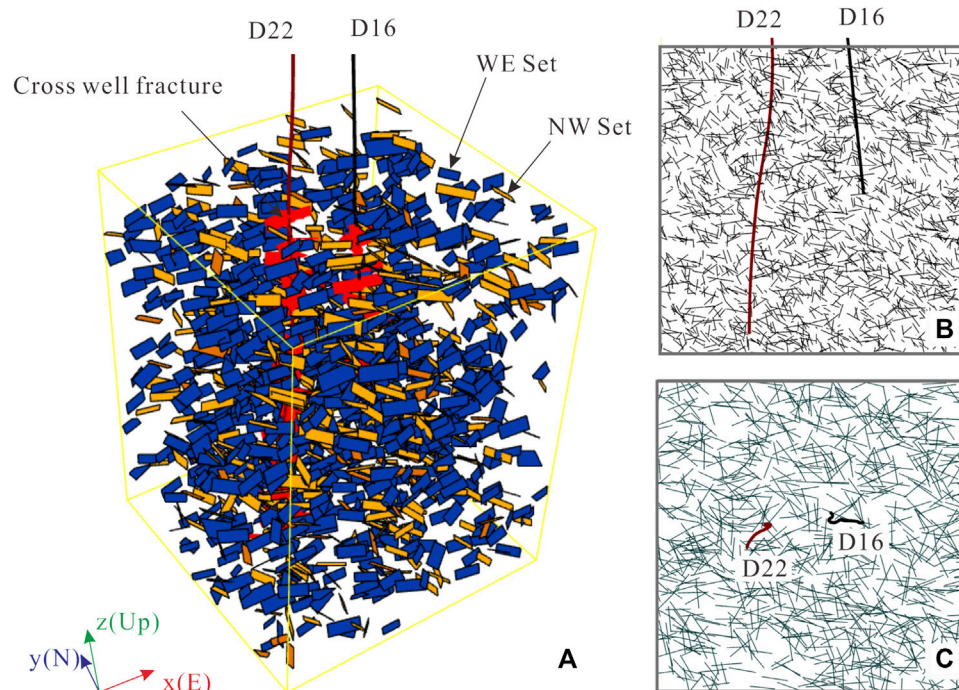 D22
D16
Cross well fracture
WE Set
NW Set
z(Up)
y(N)
x(E)
A
D22
D16
B
D22
D16
C